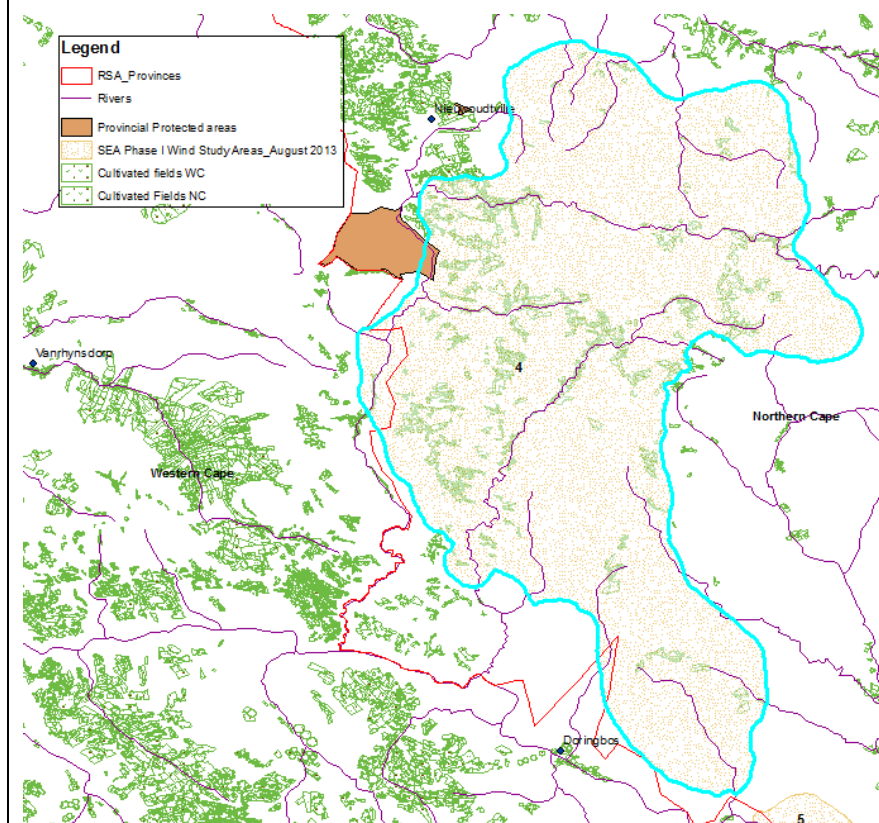 Legend
RSA_Provinces
Rivers
Provincial Protected areas
SEA Phase I Wind Study Areas_August 2013
Cultivated fields WC
Cultivated Fields NC
Nieuwoudtville
Vanrhynsdorp
4
Northern Cape
Western Cape
Doringbos
5